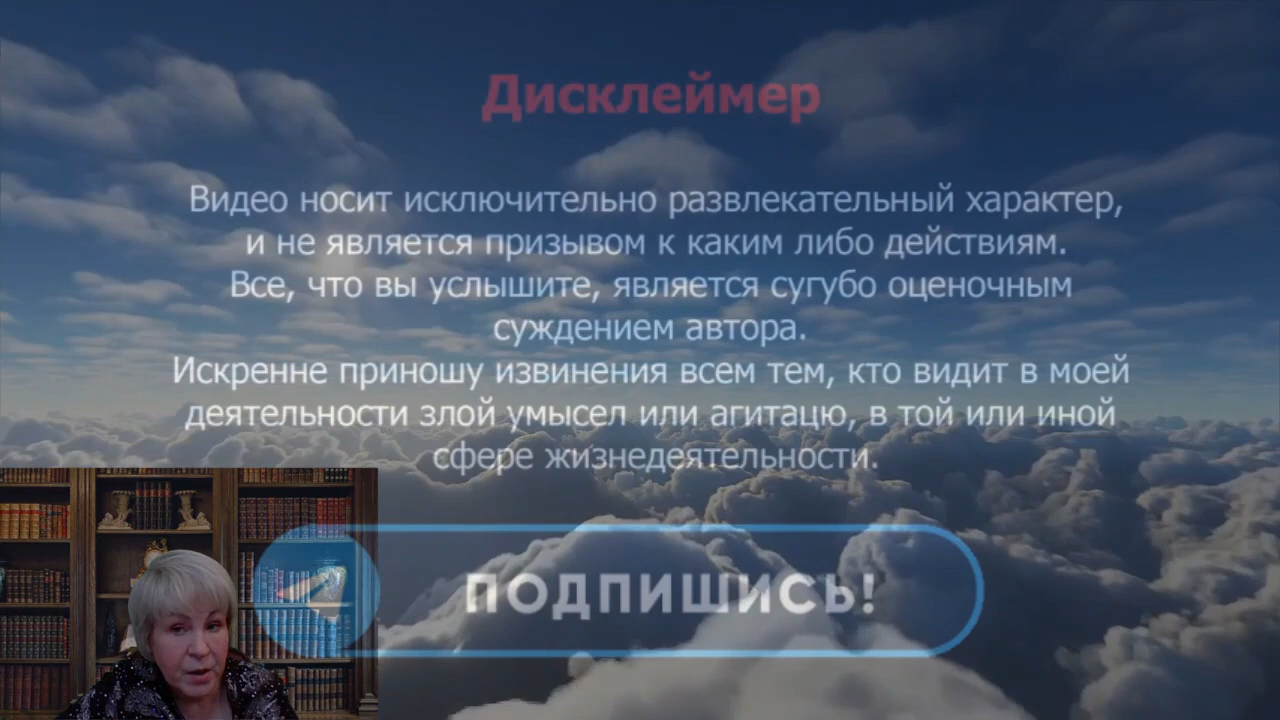 Дисклеймер
Видео носит исключительно развлекательный характер,
и не является призывом к каким либо действиям.
Все, что вы услышите, является сугубо оценочным
суждением автора.
Искренне приношу извинения всем тем, кто видит в моей
деятельности злой умысел или агитацю, в той или иной
сфере жизнедеятельности.
ПОДПИШИСЬ!